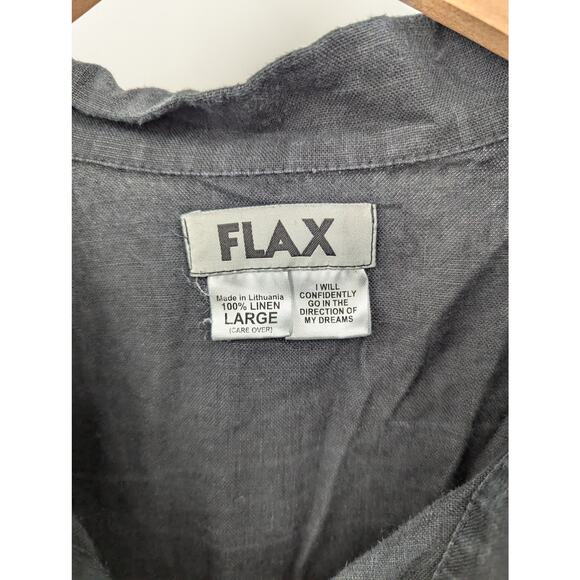 FLAX
Made in Lithuania
100% LINEN
LARGE
(CARE OVER)
I WILL
CONFIDENTLY
GO IN THE
DIRECTION OF
MY DREAMS